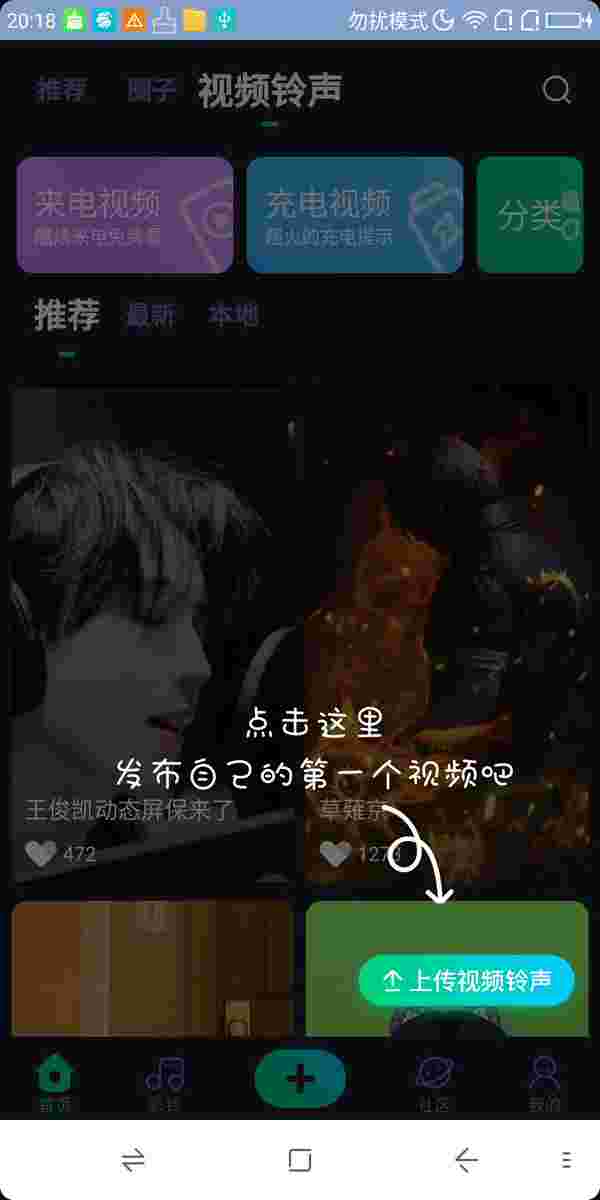 20:18
勿扰模式
推荐 圈子 视频铃声
来电视频 充电视频 分类
酷炫来电免费看 超火的充电提示
推荐 最新 本地
点击这里
发布自己的第一个视频吧
王俊凯动态屏保来了 草薙京
472 1273
上传视频铃声
首页 社区 我的